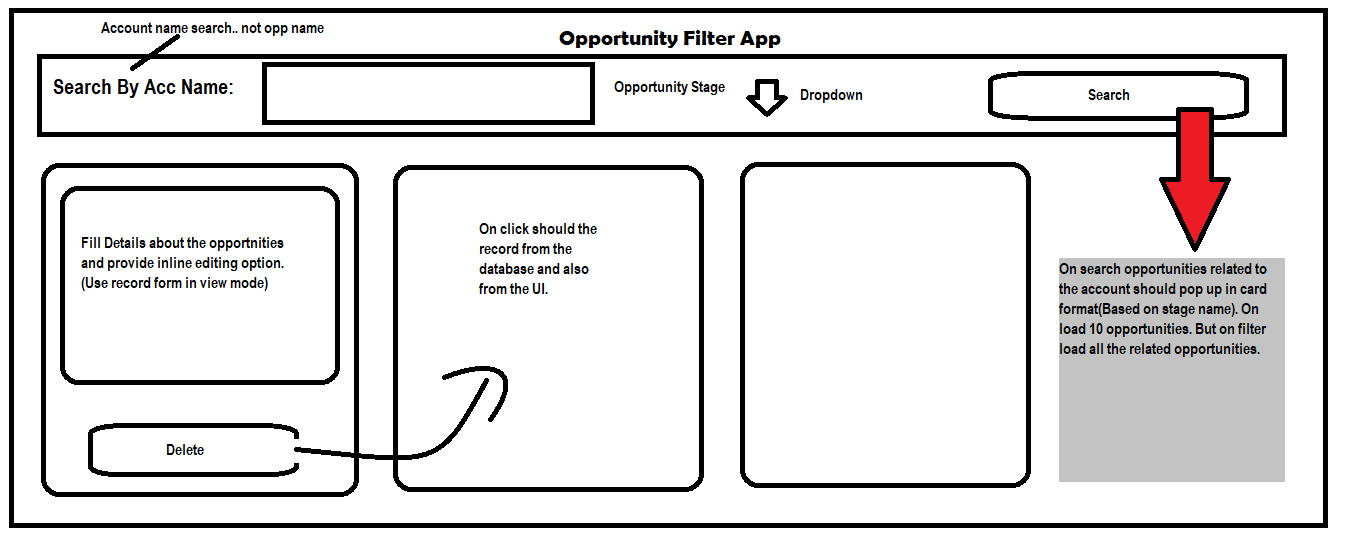 Account name search.. not opp name
Opportunity Filter App
Search By Acc Name:
Opportunity Stage
Dropdown
Search
Fill Details about the opportnities
and provide inline editing option.
(Use record form in view mode)
Delete
On click should the
record from the
database and also
from the UI.
On search opportunities related to
the account should pop up in card
format(Based on stage name). On
load 10 opportunities. But on filter
load all the related opportunities.